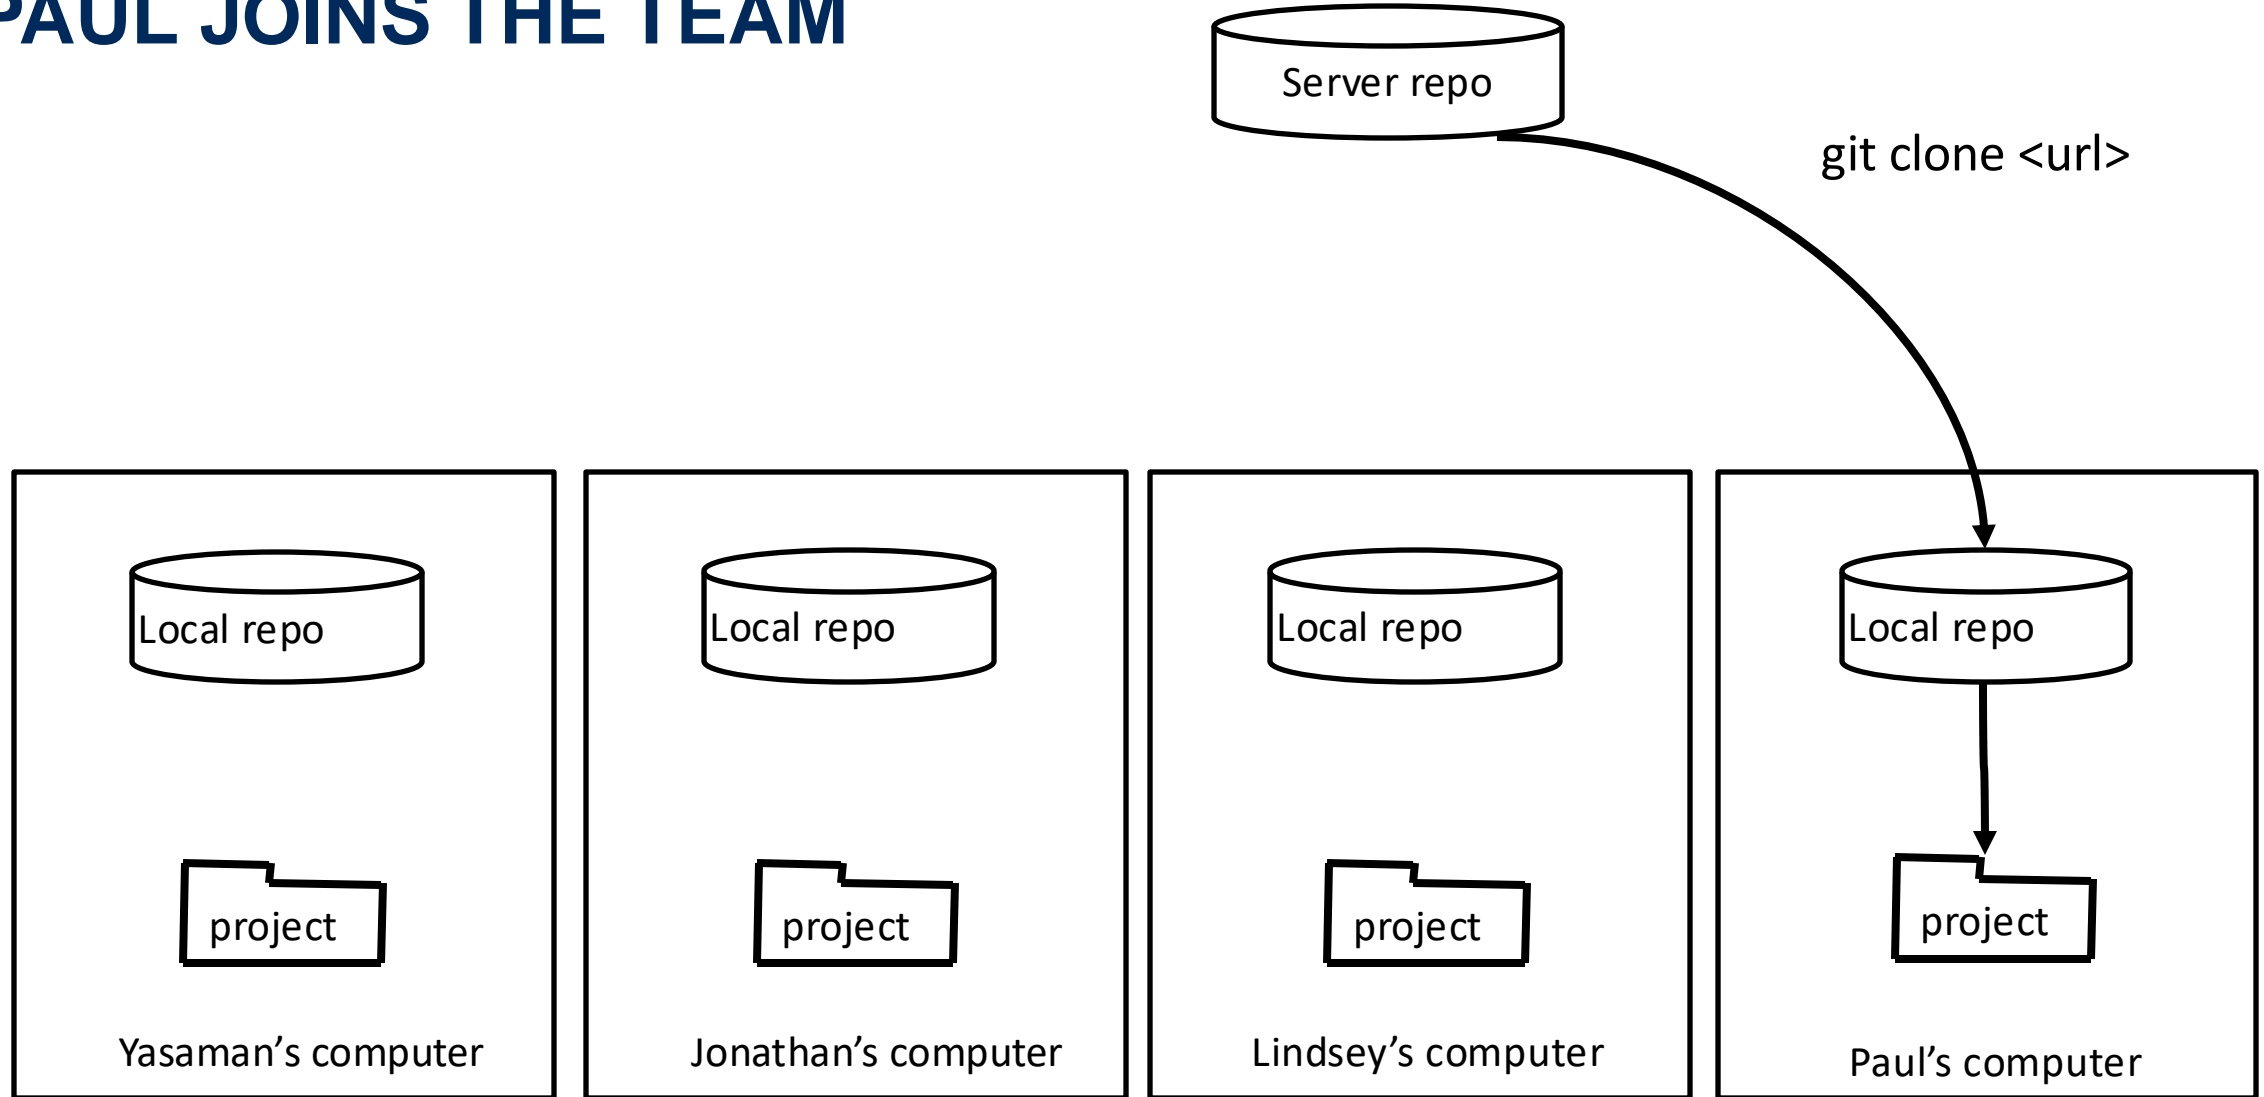 PAUL JOINS THE TEAM
Server repo
git clone <url>
Local repo
Local repo
Local repo
Local repo
project
project
project
project
Yasaman’s computer
Jonathan’s computer
Lindsey’s computer
Paul’s computer